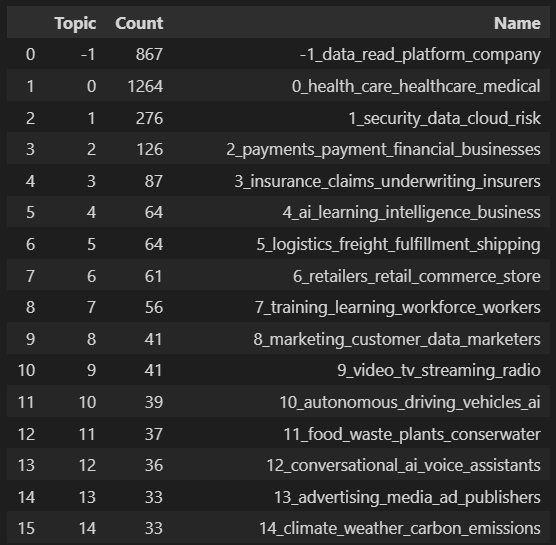 Topic Count Name
0 -1 867 -1_data_read_platform_company
1 0 1264 0_health_care_healthcare_medical
2 1 276 1_security_data_cloud_risk
3 2 126 2_payments_payment_financial_businesses
4 3 87 3_insurance_claims_underwriting_insurers
5 4 64 4_ai_learning_intelligence_business
6 5 64 5_logistics_freight_fulfillment_shipping
7 6 61 6_retailers_retail_commerce_store
8 7 56 7_training_learning_workforce_workers
9 8 41 8_marketing_customer_data_marketers
10 9 41 9_video_tv_streaming_radio
11 10 39 10_autonomous_driving_vehicles_ai
12 11 37 11_food_waste_plants_conserwater
13 12 36 12_conversational_ai_voice_assistants
14 13 33 13_advertising_media_ad_publishers
15 14 33 14_climate_weather_carbon_emissions